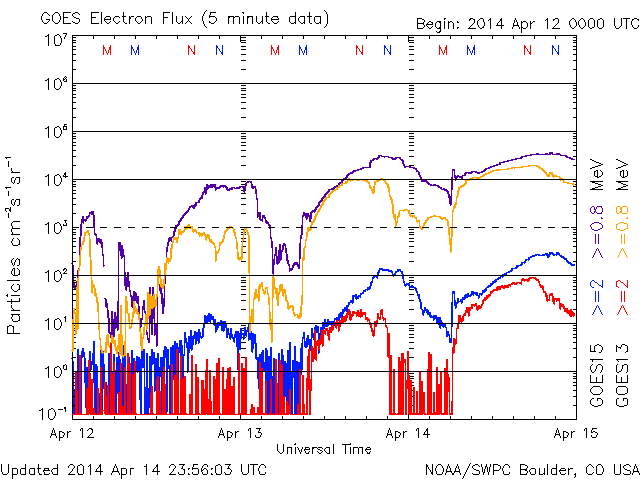 GOES Electron Flux (5 minute data)
Begin: 2014 Apr 12 0000 UTC
10⁷
M M N N M M N N M M N N
10⁶
10⁵
10⁴
10³
10²
10¹
10⁰
10⁻¹
Particles cm⁻²s⁻¹sr⁻¹
Apr 12 Apr 13 Apr 14 Apr 15
Universal Time
GOES15 >=2 >=0.8 MeV
GOES13 >=2 >=0.8 MeV
Updated 2014 Apr 14 23:56:03 UTC
NOAA/SWPC Boulder, CO USA